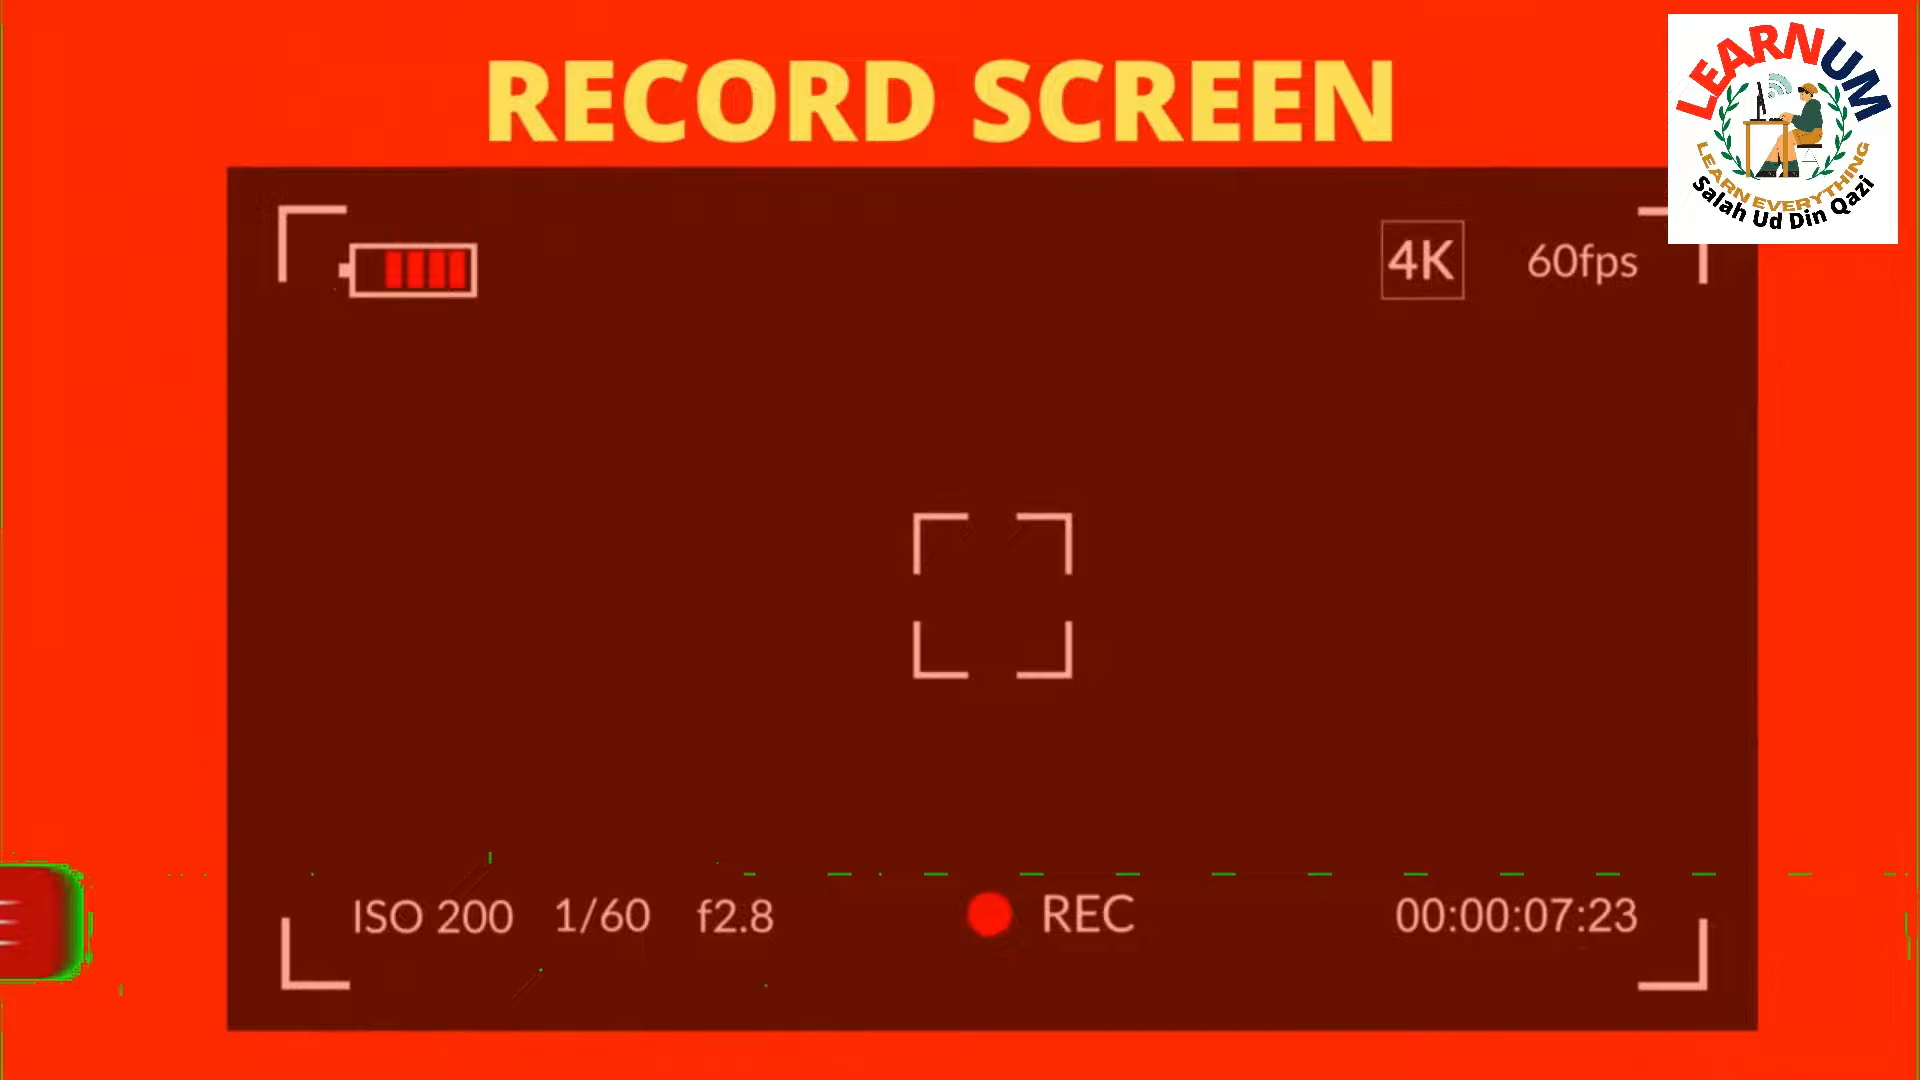 RECORD SCREEN
LEARNUM
LEARN EVERYTHING
Salah Ud Din Qazi
4K 60fps
ISO 200 1/60 f2.8 REC 00:00:07:23